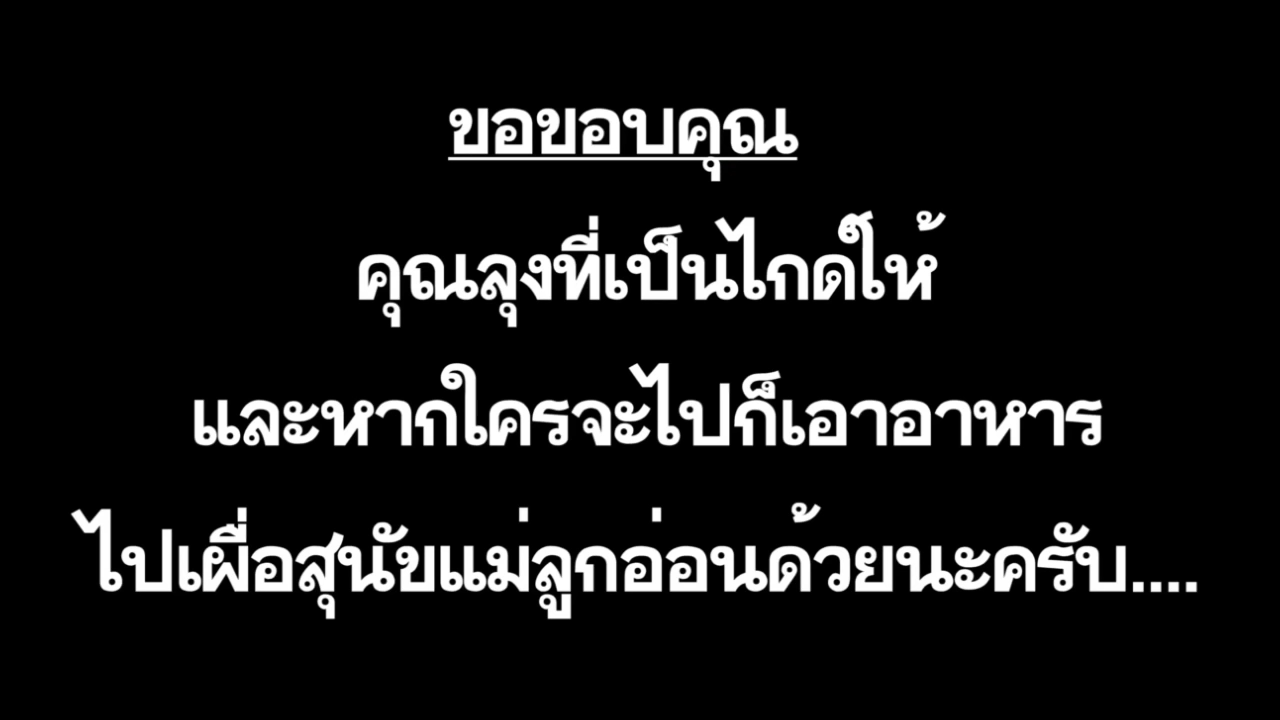 ขอขอบคุณ
คุณลุงที่เป็นไกด์ให้
และหากใครจะไปก็เอาอาหาร
ไปเผื่อสุนัขแม่ลูกอ่อนด้วยนะครับ....